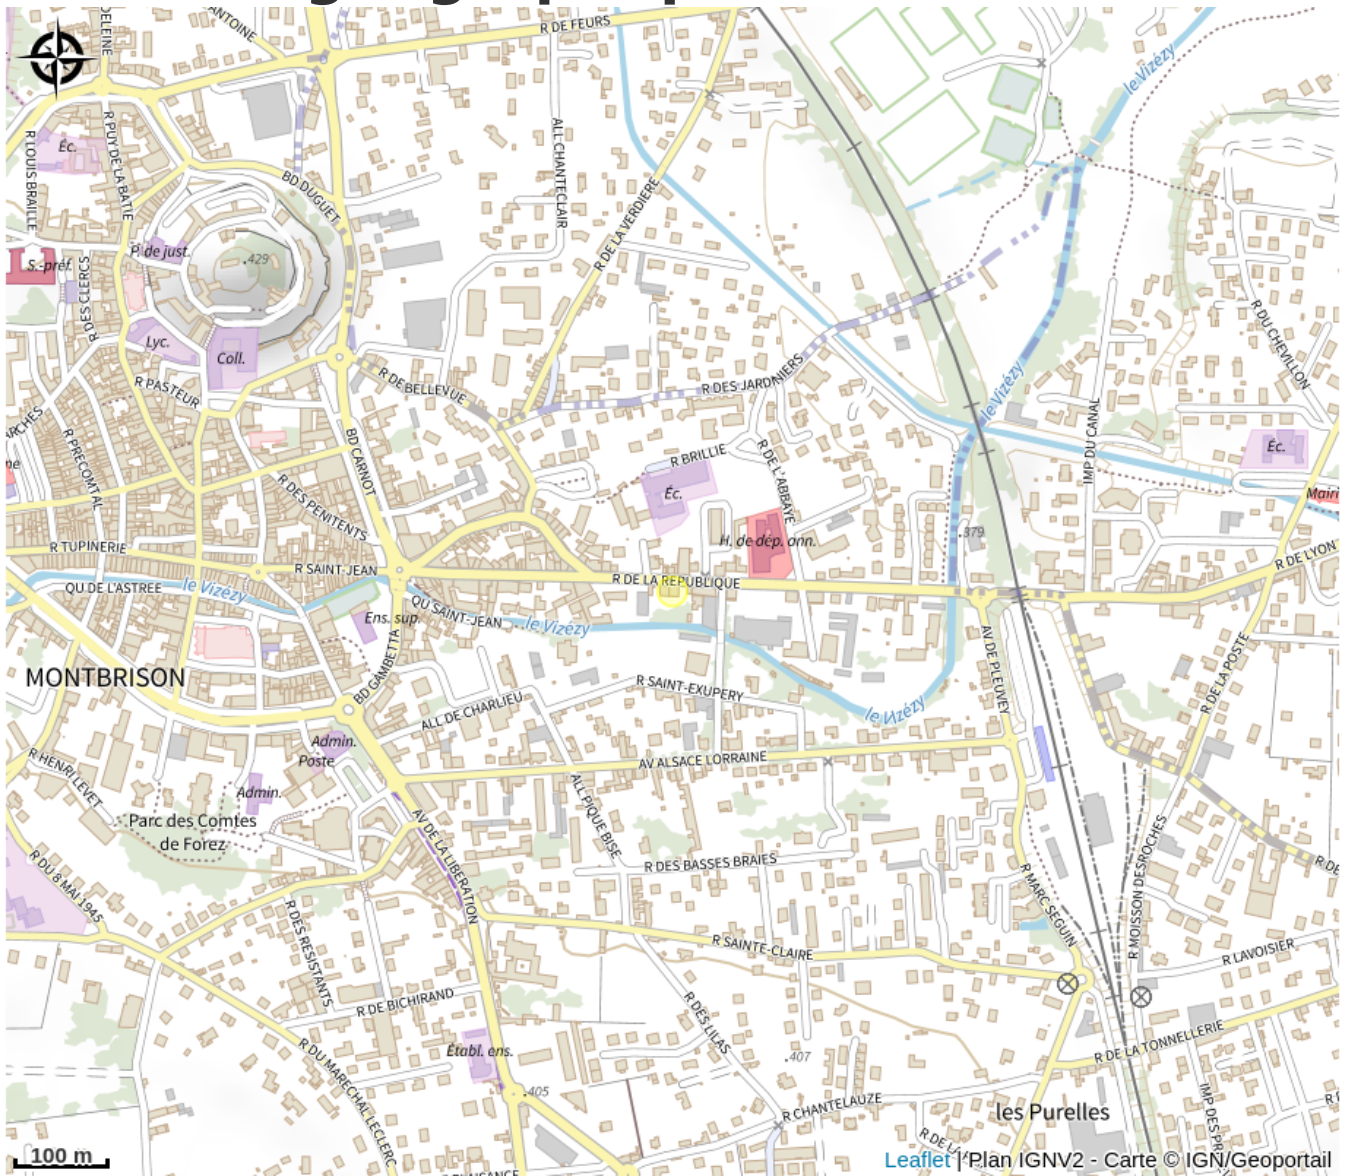 R DE FEURS
le Vizézy
R LOUIS BRAILLE
R PUY DE LA BATIE
Éc.
ALL CHANTECLAIR
BD DUGUET
R DE LA VERDIERE
P. de just.
.429
S.-préf.
R DES CLERCS
Lyc.
Coll.
R DU CHEVILLON
R PASTEUR
R DE BELLEVUE
R DES JARDINIERS
le Vizézy
IMP DU CANAL
R PRECOMTAL
BD CARNOT
R BRILLIE
R DE L'ABBAYE
Éc.
Éc.
R DES PENITENTS
H. de dép. onn.
.379
R TUPINERIE
R SAINT-JEAN
R DE LA REPUBLIQUE
R DE LYON
QU DE L'ASTREE
le Vizézy
QU SAINT-JEAN
Ens. sup.
le Vizézy
MONTBRISON
BD GAMBETTA
AV DE PLEUVEY
R DE LA POSTE
R SAINT-EXUPERY
ALL DE CHARLIEU
le Vizézy
Admin.
Poste
AV ALSACE LORRAINE
R HENRI LEVET
Admin.
ALL PIQUE BISE
Parc des Comtes
de Forez
AV DE LA LIBERATION
R DES BASSES BRAIES
R MOISSON DESROCHES
R DU 8 MAI 1945
R MARC SEGUIN
R DES RESISTANTS
R SAINTE-CLAIRE
R LAVOISIER
R DE BICHIRAND
R DES LILAS
R DE LA TONNELLERIE
R DU MARECHAL LECLERC
Établ. ens.
.407
.405
R CHANTELAUZE
les Purelles
100 m
Leaflet | Plan IGNV2 - Carte © IGN/Geoportail